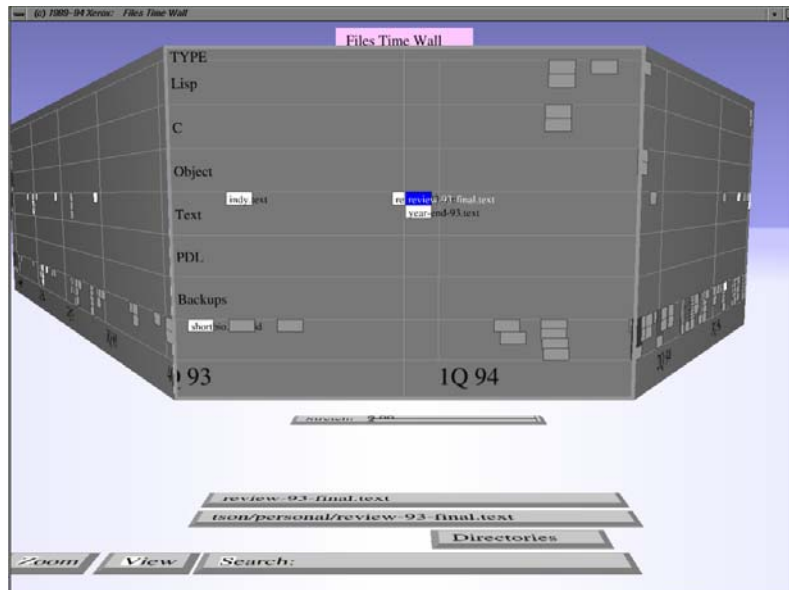 (c) 1989-94 Xerox: Files Time Wall
Files Time Wall
TYPE
Lisp
C
Object
indy.text re review-93-final.text
Text year-end-93.text
PDL
Backups
short
Q 93 1Q 94
review-93-final.text
tson/personal/review-93-final.text
Directories
Zoom View Search: